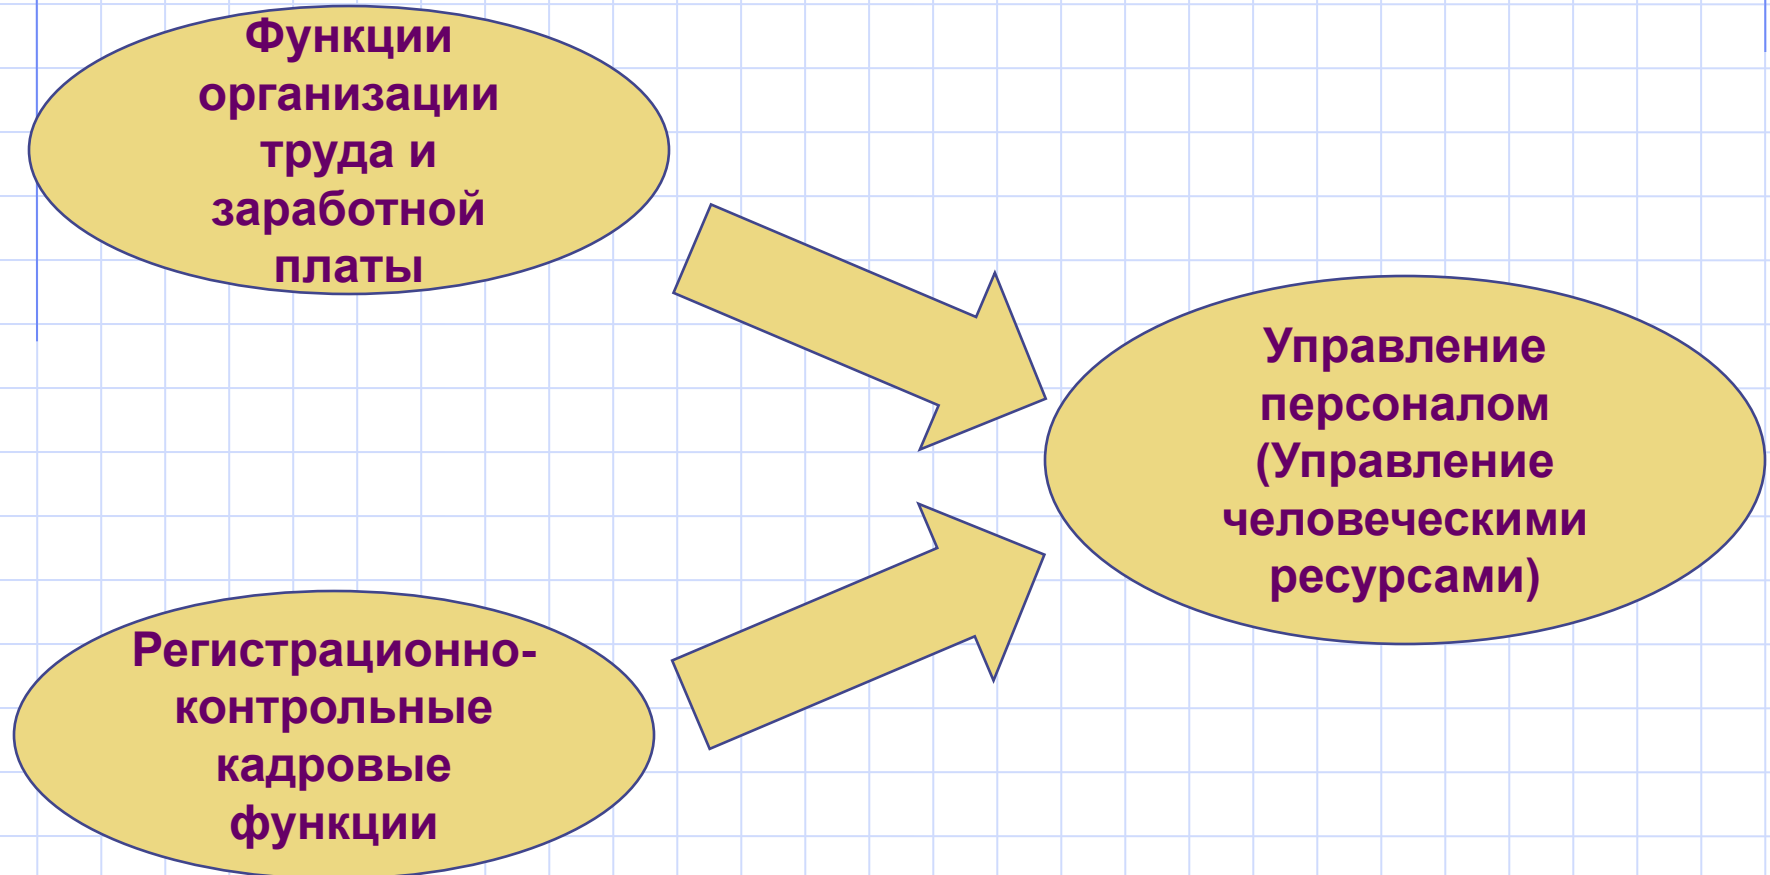 Функции
организации
труда и
заработной
платы
Управление
персоналом
(Управление
человеческими
ресурсами)
Регистрационно-
контрольные
кадровые
функции